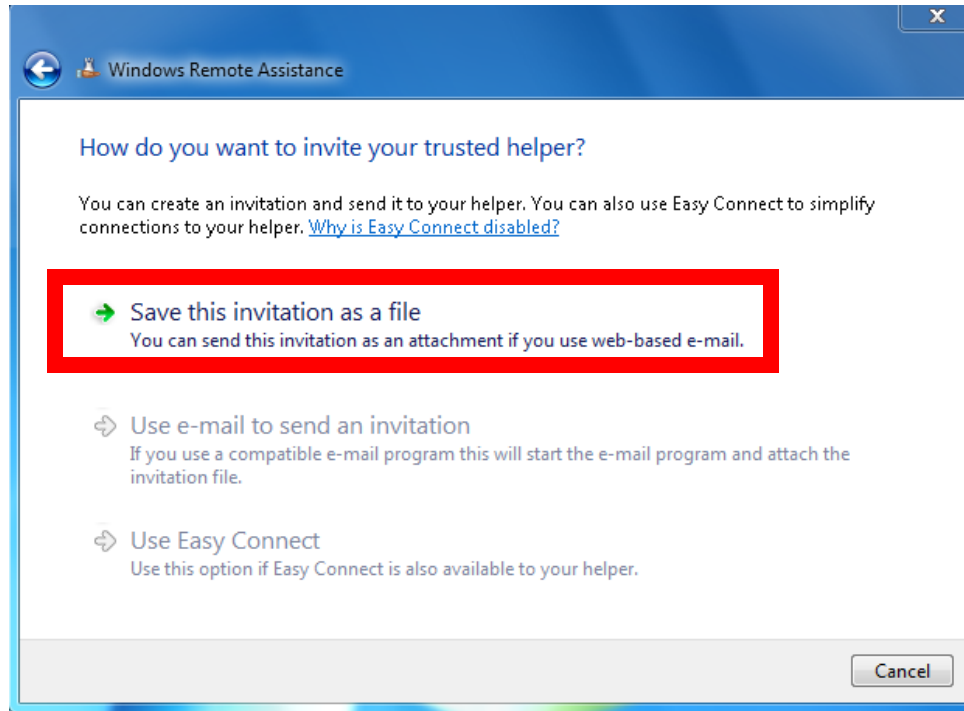 x
Windows Remote Assistance
How do you want to invite your trusted helper?
You can create an invitation and send it to your helper. You can also use Easy Connect to simplify
connections to your helper. Why is Easy Connect disabled?
Save this invitation as a file
You can send this invitation as an attachment if you use web-based e-mail.
Use e-mail to send an invitation
If you use a compatible e-mail program this will start the e-mail program and attach the
invitation file.
Use Easy Connect
Use this option if Easy Connect is also available to your helper.
Cancel